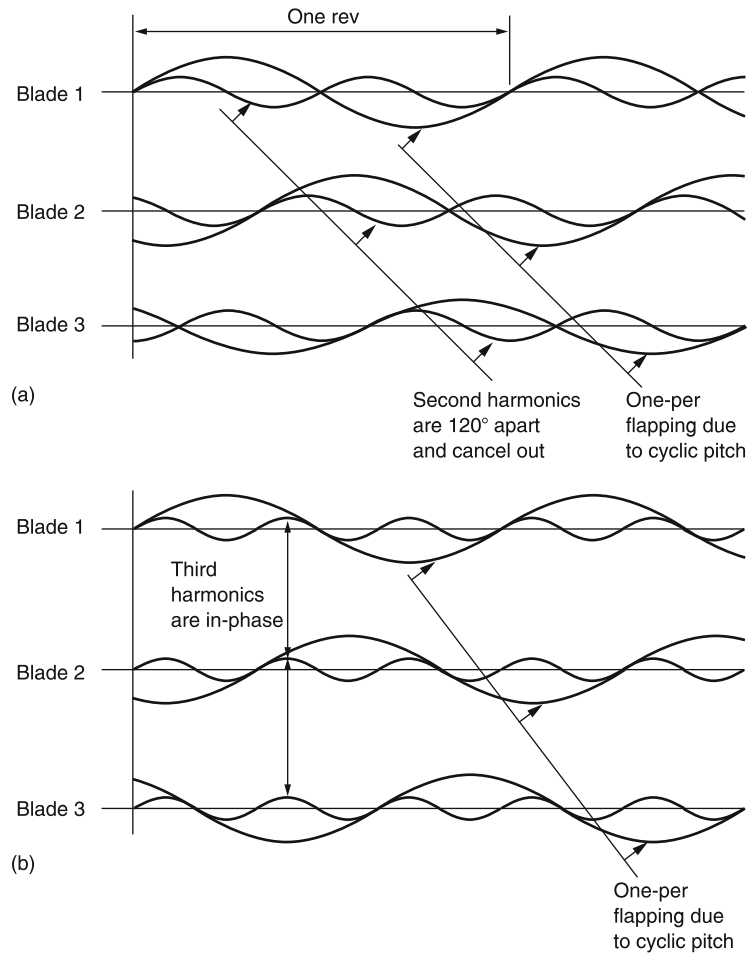 One rev
Blade 1
Blade 2
Blade 3
(a)
Second harmonics
are 120° apart
and cancel out
One-per
flapping due
to cyclic pitch
Blade 1
Third
harmonics
are in-phase
Blade 2
Blade 3
(b)
One-per
flapping due
to cyclic pitch